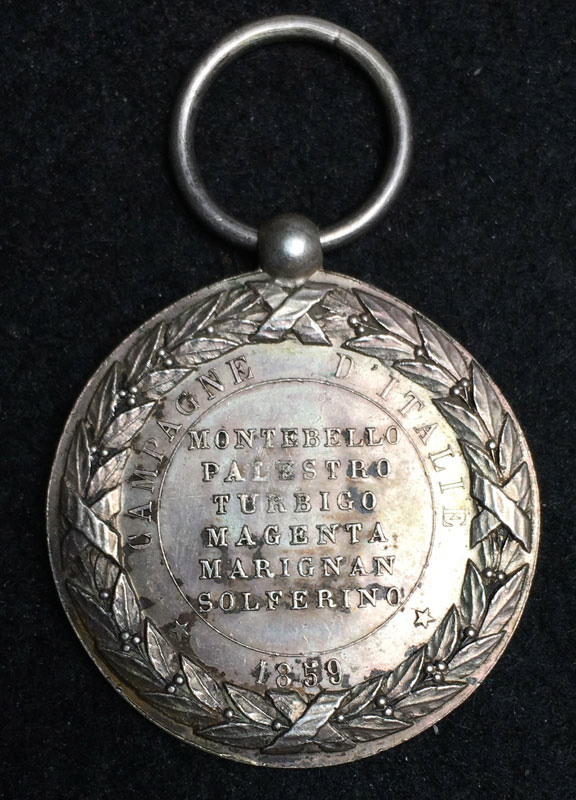 CAMPAGNE D'ITALIE
MONTEBELLO
PALESTRO
TURBIGO
MAGENTA
MARIGNAN
SOLFERINO
1859